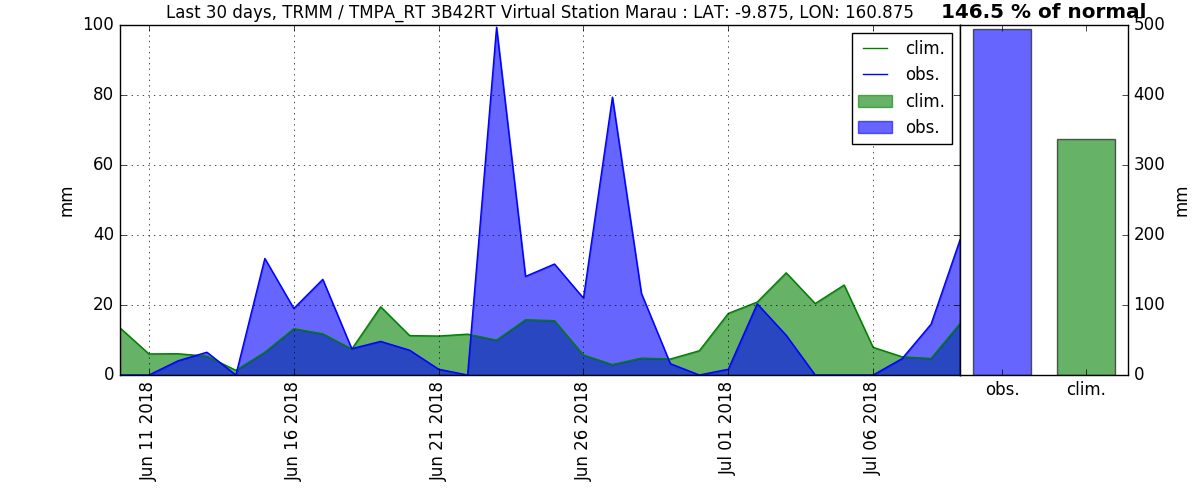 Last 30 days, TRMM / TMPA_RT 3B42RT Virtual Station Marau : LAT: -9.875, LON: 160.875
146.5 % of normal
mm
100
80
60
40
20
0
clim.
obs.
clim.
obs.
Jun 11 2018
Jun 16 2018
Jun 21 2018
Jun 26 2018
Jul 01 2018
Jul 06 2018
500
400
300
200
100
0
mm
obs.
clim.